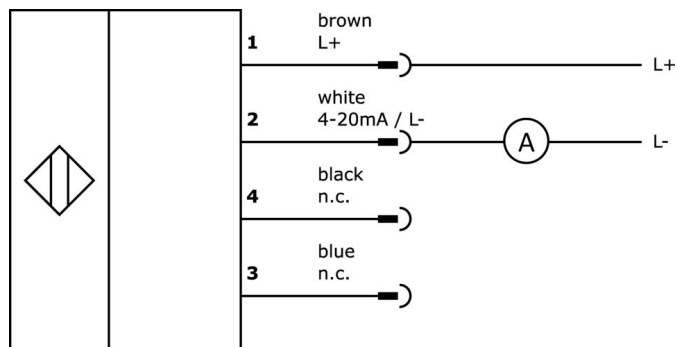 brown
1
L+
L+
white
2
4-20mA / L-
A
L-
black
4
n.c.
blue
3
n.c.